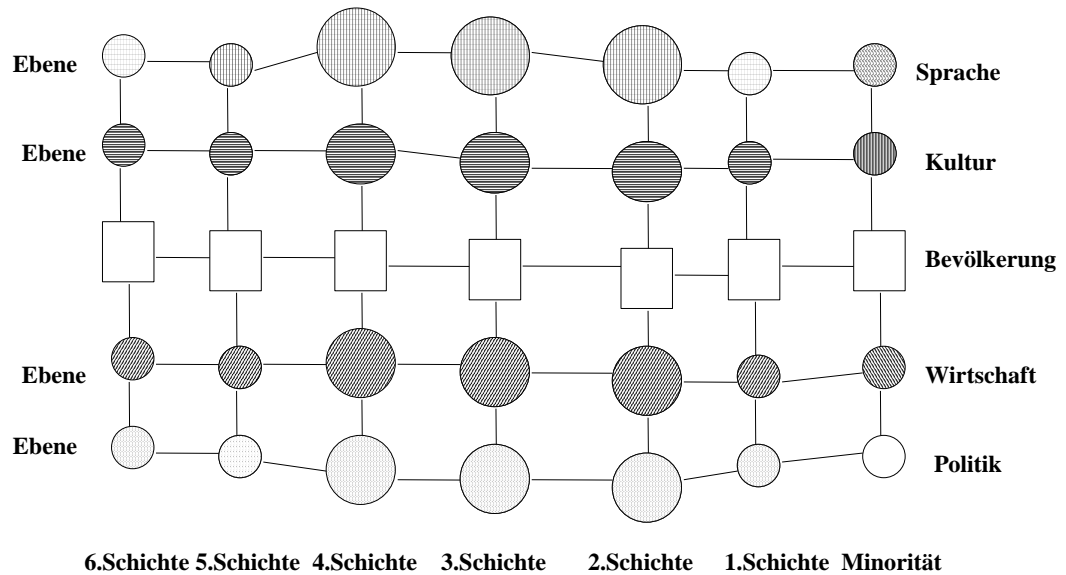 Ebene Sprache
Ebene Kultur
Bevölkerung
Ebene Wirtschaft
Ebene Politik
6.Schichte 5.Schichte 4.Schichte 3.Schichte 2.Schichte 1.Schichte Minorität